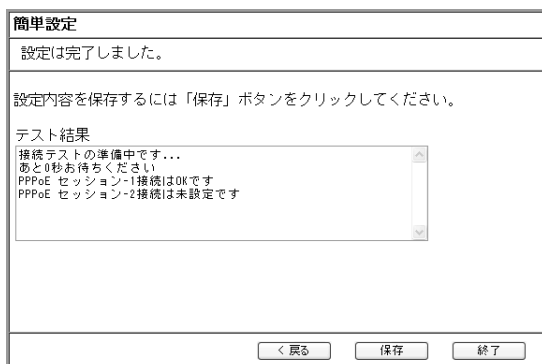 簡単設定
設定は完了しました。
設定内容を保存するには「保存」ボタンをクリックしてください。
テスト結果
接続テストの準備中です...
あと0秒お待ちください
PPPoE セッション-1接続はOKです
PPPoE セッション-2接続は未設定です
< 戻る
保存
終了